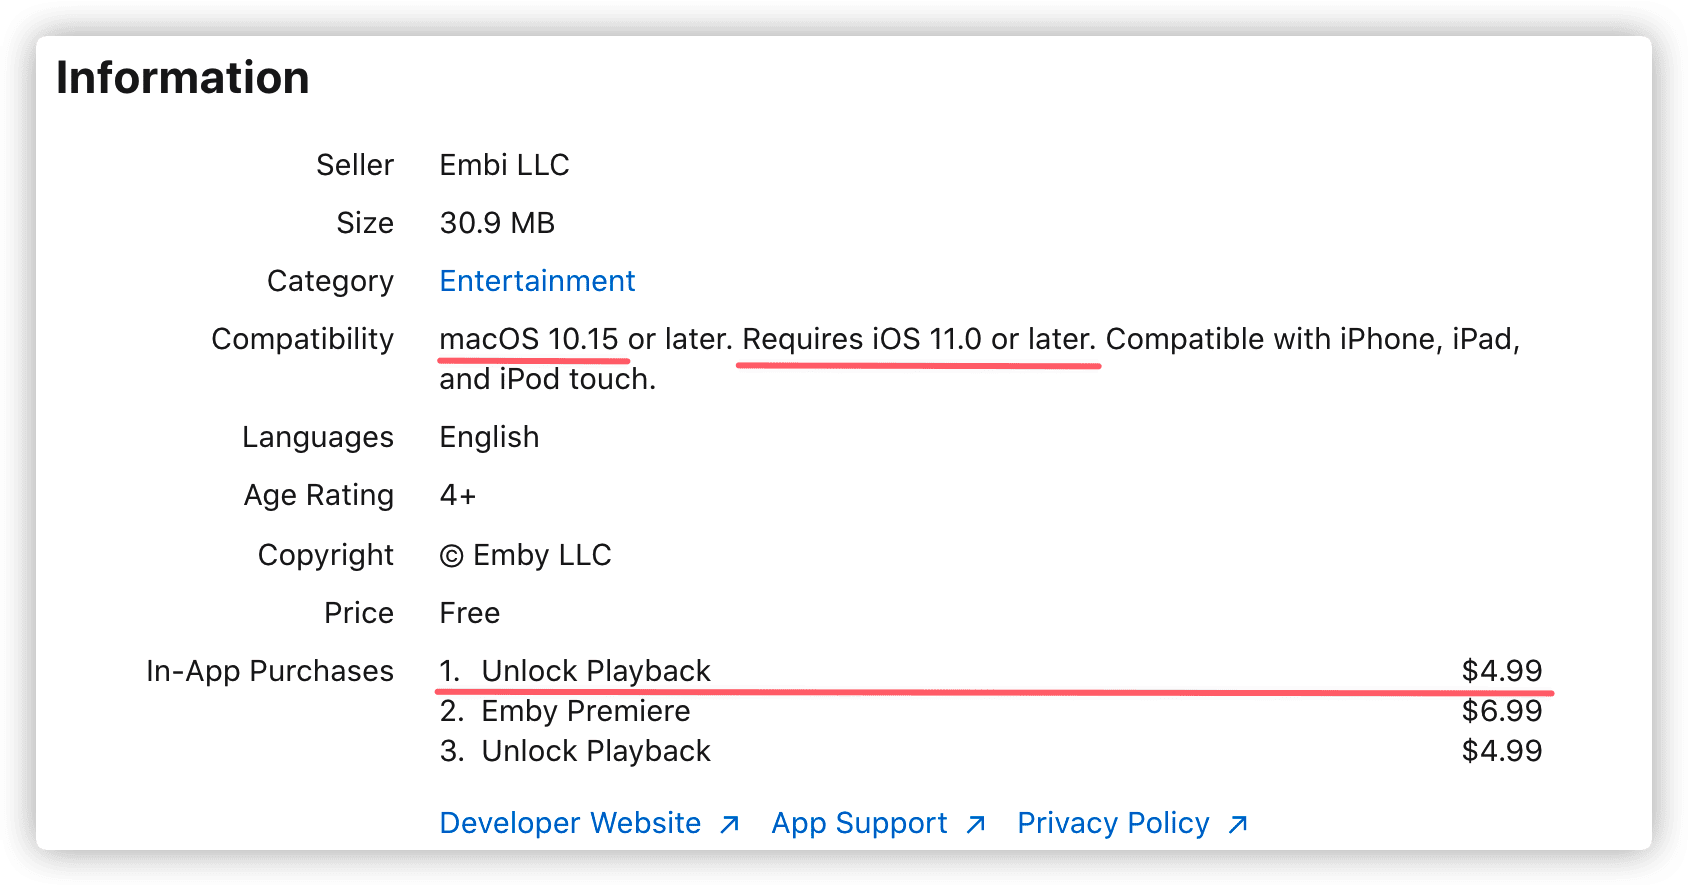 Information
Seller Embi LLC
Size 30.9 MB
Category Entertainment
Compatibility macOS 10.15 or later. Requires iOS 11.0 or later. Compatible with iPhone, iPad,
and iPod touch.
Languages English
Age Rating 4+
Copyright © Emby LLC
Price Free
In-App Purchases 1. Unlock Playback $4.99
2. Emby Premiere $6.99
3. Unlock Playback $4.99
Developer Website ↗ App Support ↗ Privacy Policy ↗